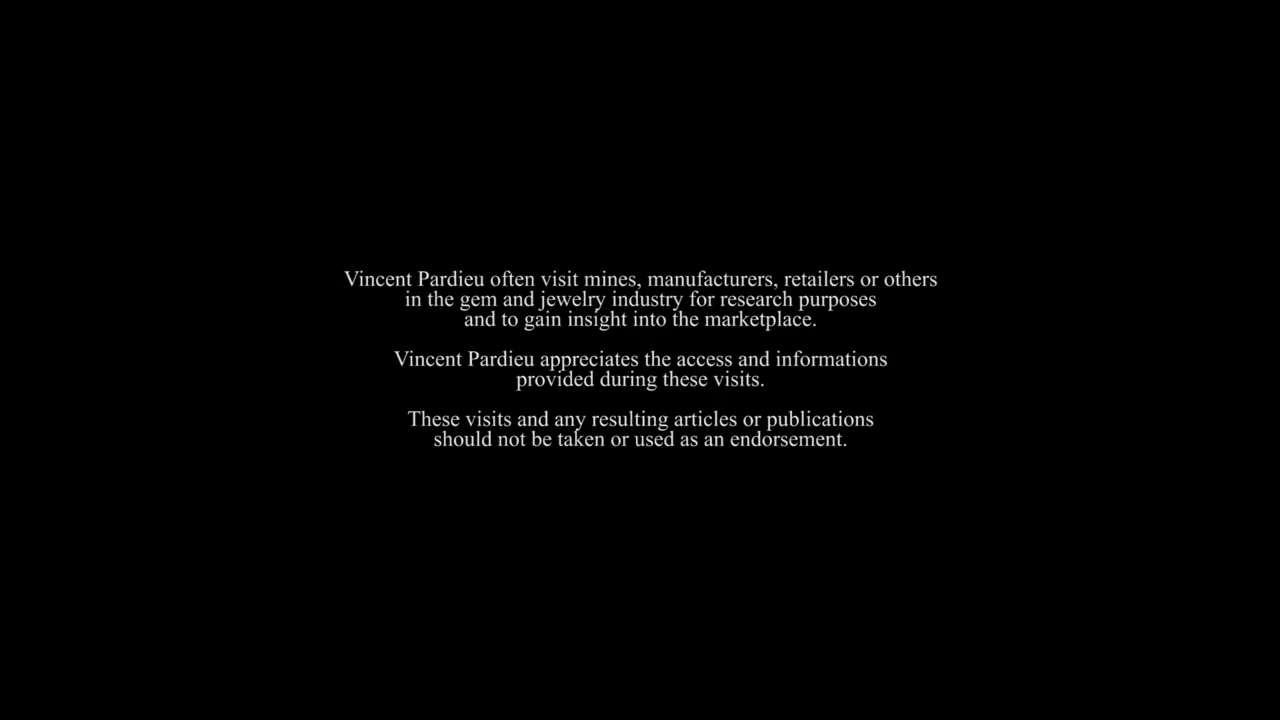 Vincent Pardieu often visit mines, manufacturers, retailers or others
in the gem and jewelry industry for research purposes
and to gain insight into the marketplace.
Vincent Pardieu appreciates the access and informations
provided during these visits.
These visits and any resulting articles or publications
should not be taken or used as an endorsement.